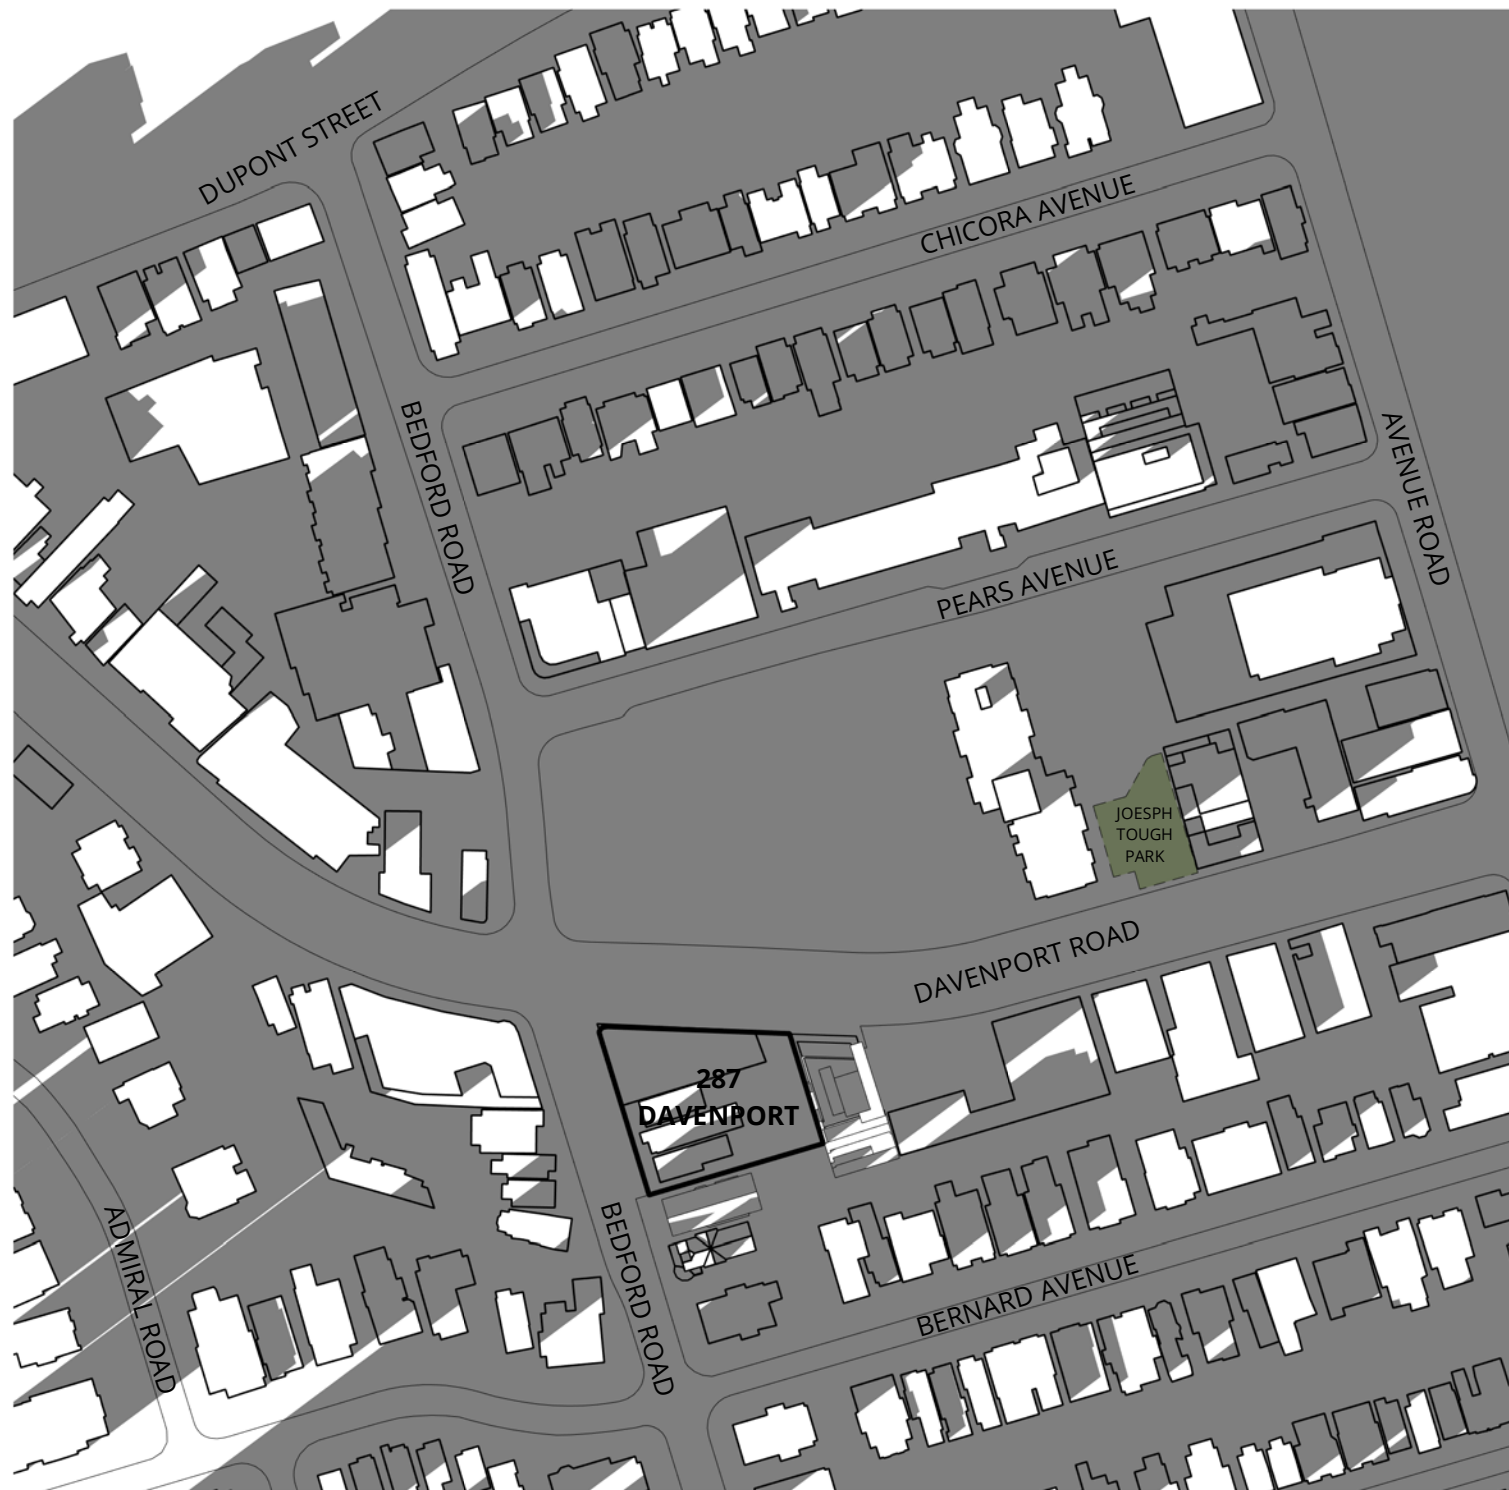 DUPONT STREET
CHICORA AVENUE
BEDFORD ROAD
AVENUE ROAD
PEARS AVENUE
JOESPH
TOUGH
PARK
DAVENPORT ROAD
287
DAVENPORT
ADMIRAL ROAD
BEDFORD ROAD
BERNARD AVENUE